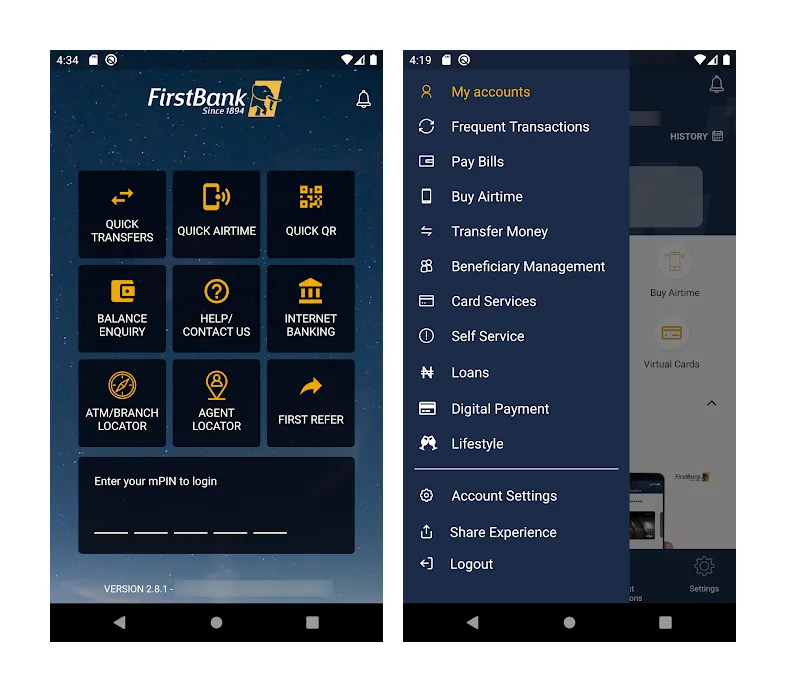 4:34
FirstBank
Since 1894
QUICK
TRANSFERS
QUICK AIRTIME
QUICK QR
BALANCE
ENQUIRY
HELP/
CONTACT US
INTERNET
BANKING
ATM/BRANCH
LOCATOR
AGENT
LOCATOR
FIRST REFER
Enter your mPIN to login
VERSION 2.8.1 -
4:19
My accounts
Frequent Transactions
Pay Bills
Buy Airtime
Transfer Money
Beneficiary Management
Card Services
Self Service
Loans
Digital Payment
Lifestyle
Account Settings
Share Experience
Logout
HISTORY
Buy Airtime
Virtual Cards
FirstBank
Settings